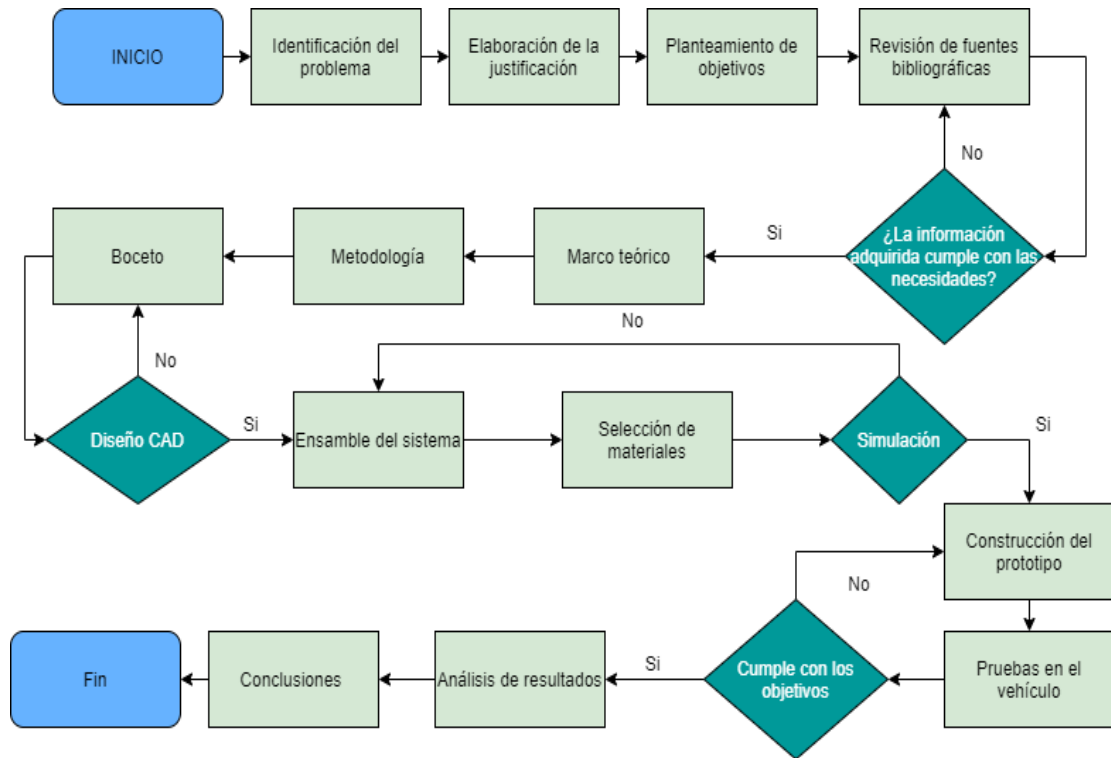 INICIO
Identificación del
problema
Elaboración de la
justificación
Planteamiento de
objetivos
Revisión de fuentes
bibliográficas
No
¿La información
adquirida cumple con las
necesidades?
Si
Marco teórico
Metodología
Boceto
No
Diseño CAD
Si
Ensamble del sistema
Selección de
materiales
Simulación
No
Si
Construcción del
prototipo
Pruebas en el
vehículo
Cumple con los
objetivos
No
Si
Análisis de resultados
Conclusiones
Fin